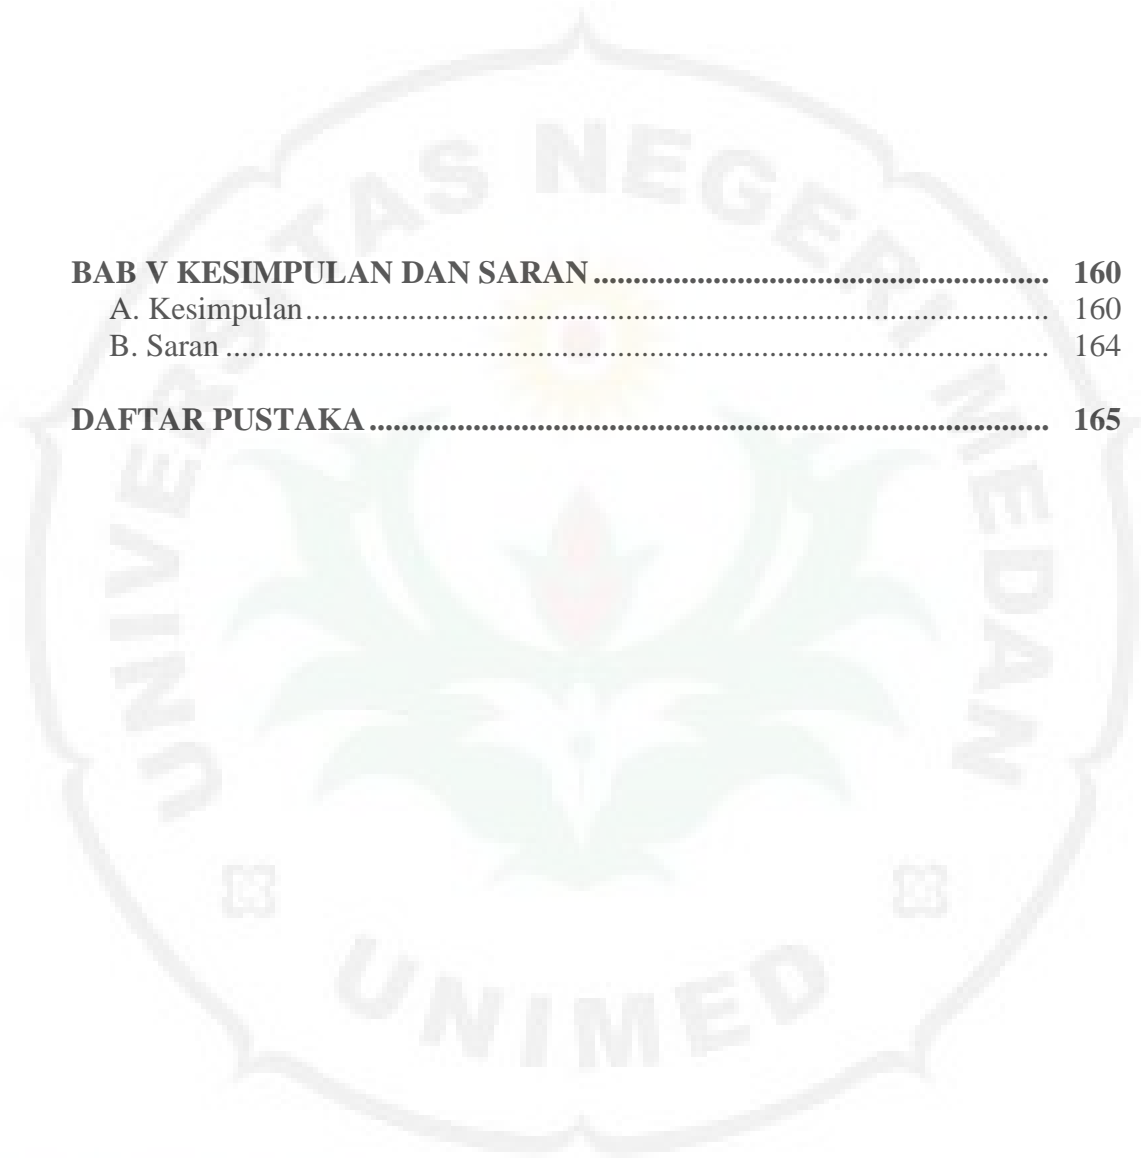 UNIVERSITAS NEGERI MEDAN
BAB V KESIMPULAN DAN SARAN.......................................................... 160
A. Kesimpulan............................................................................................... 160
B. Saran ......................................................................................................... 164
DAFTAR PUSTAKA....................................................................................... 165
UNIMED